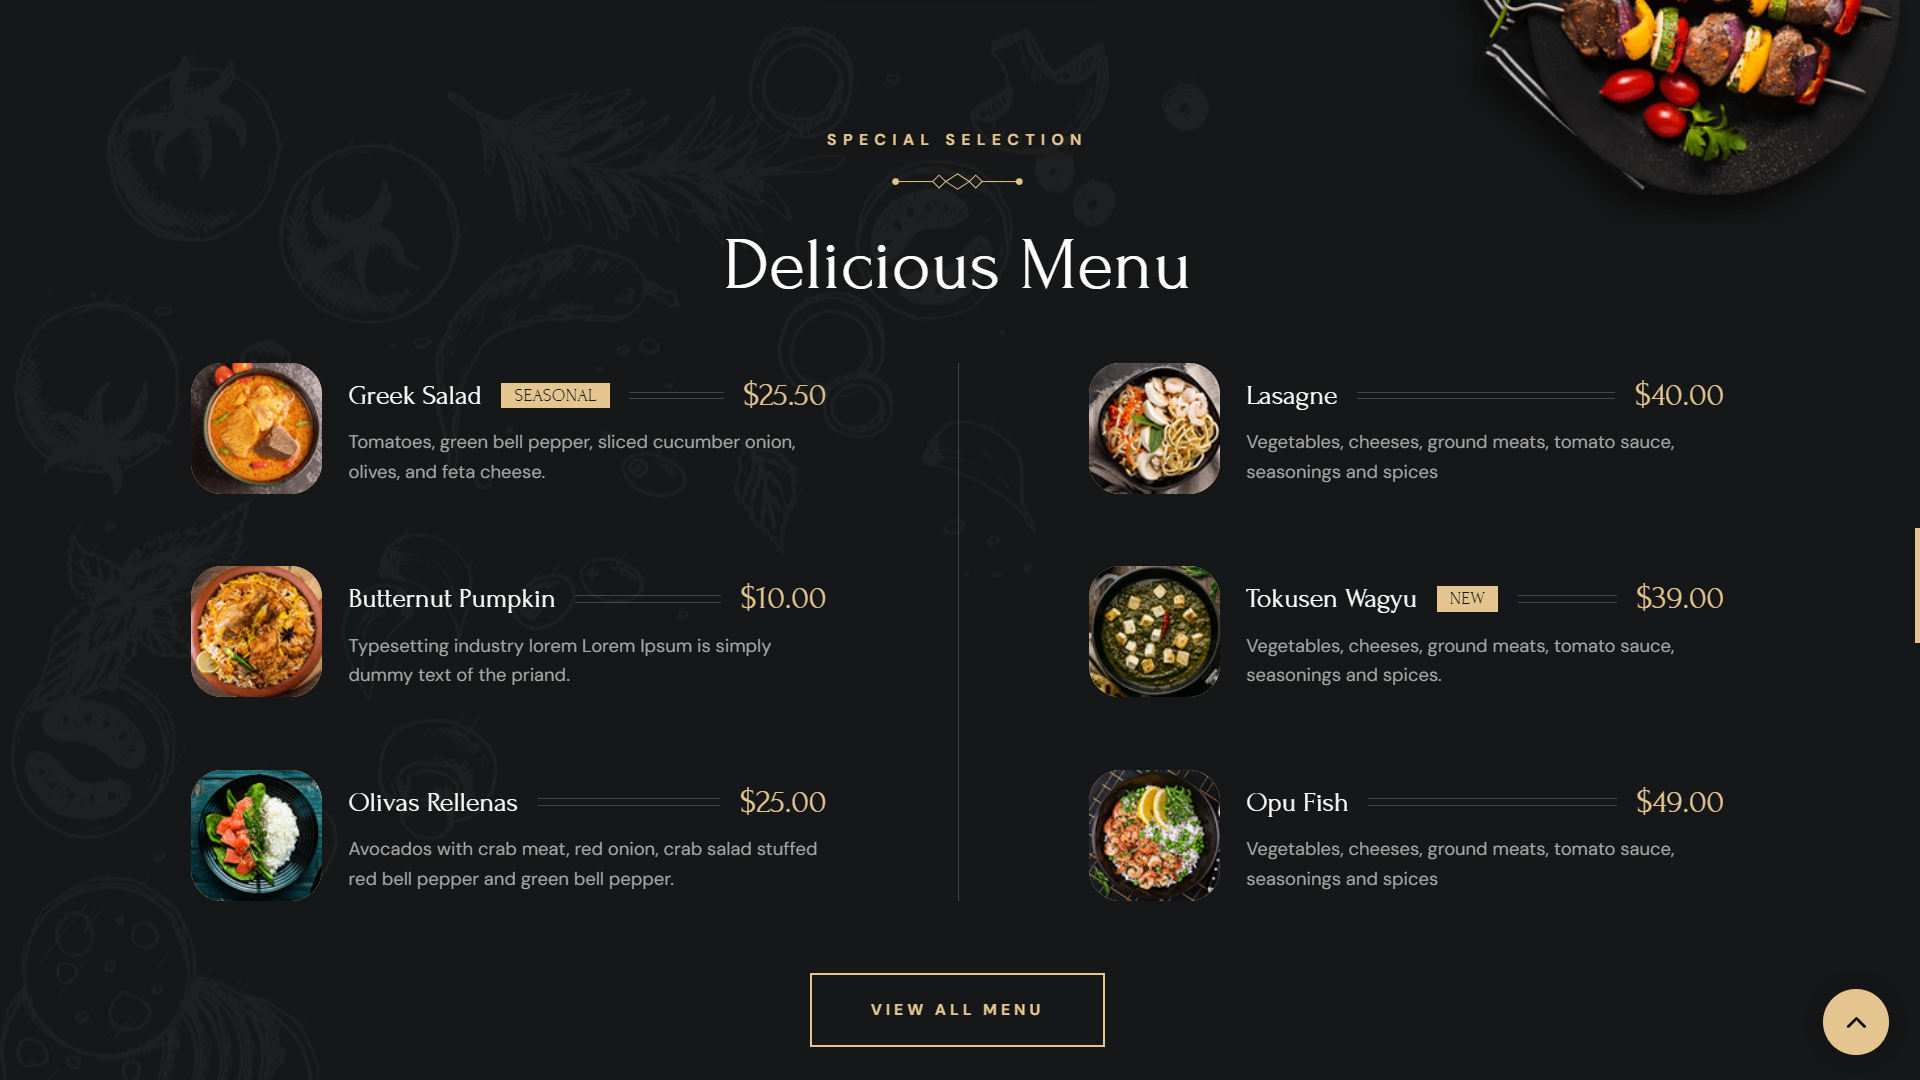 SPECIAL SELECTION
Delicious Menu
Greek Salad SEASONAL $25.50
Tomatoes, green bell pepper, sliced cucumber onion,
olives, and feta cheese.
Butternut Pumpkin $10.00
Typesetting industry lorem Lorem Ipsum is simply
dummy text of the priand.
Olivas Rellenas $25.00
Avocados with crab meat, red onion, crab salad stuffed
red bell pepper and green bell pepper.
Lasagne $40.00
Vegetables, cheeses, ground meats, tomato sauce,
seasonings and spices
Tokusen Wagyu NEW $39.00
Vegetables, cheeses, ground meats, tomato sauce,
seasonings and spices.
Opu Fish $49.00
Vegetables, cheeses, ground meats, tomato sauce,
seasonings and spices
VIEW ALL MENU